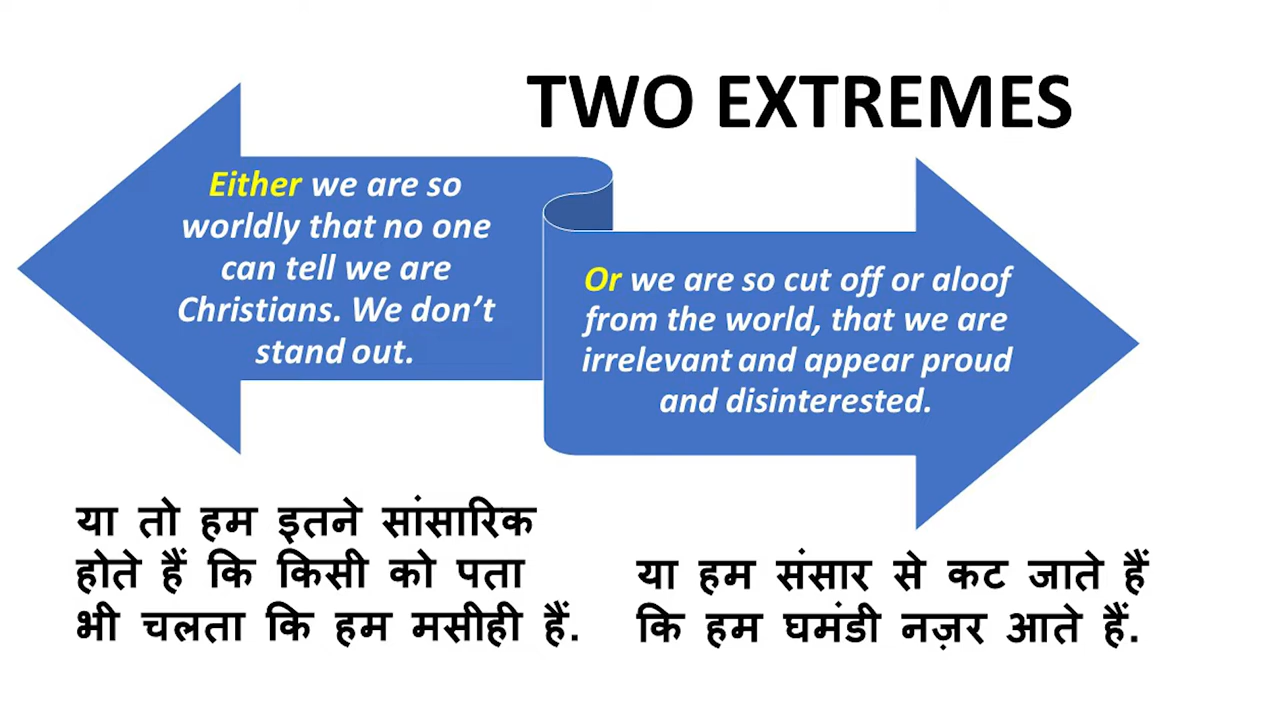 TWO EXTREMES
Either we are so
worldly that no one
can tell we are
Christians. We don’t
stand out.
Or we are so cut off or aloof
from the world, that we are
irrelevant and appear proud
and disinterested.
या तो हम इतने सांसारिक
होते हैं कि किसी को पता
भी चलता कि हम मसीही हैं.
या हम संसार से कट जाते हैं
कि हम घमंडी नज़र आते हैं.